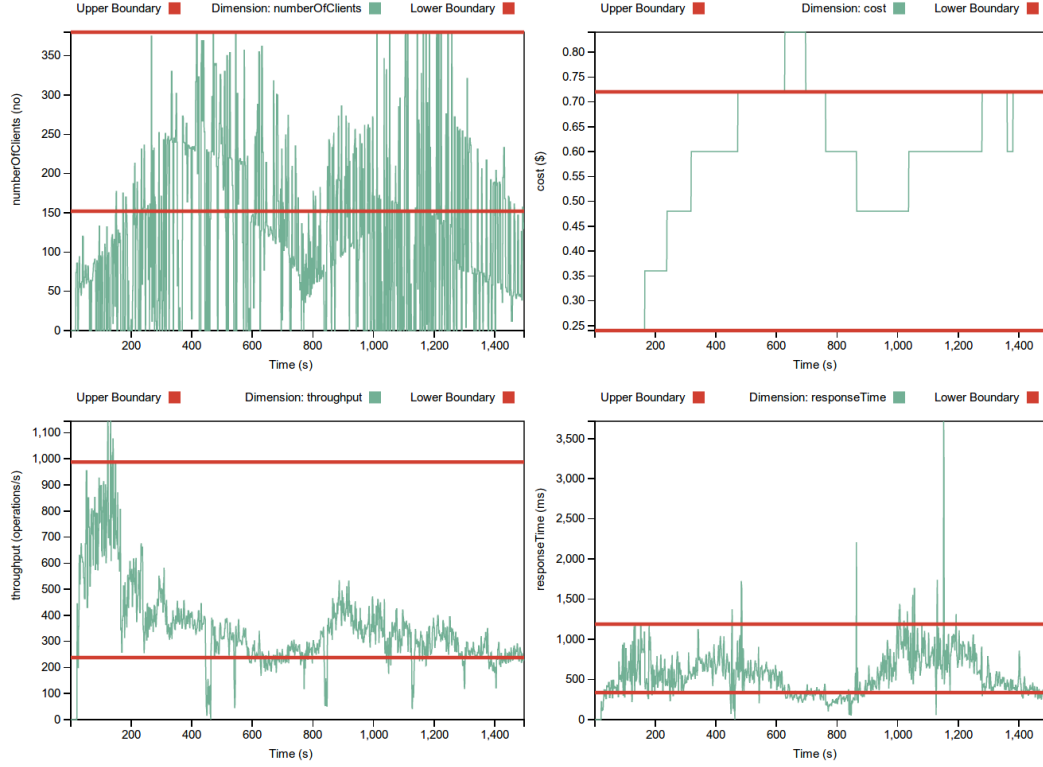 Upper Boundary Dimension: numberOfClients Lower Boundary
numberOfClients (no)
350
300
250
200
150
100
50
0
200 400 600 800 1,000 1,200 1,400
Time (s)
Upper Boundary Dimension: cost Lower Boundary
cost ($)
0.80
0.75
0.70
0.65
0.60
0.55
0.50
0.45
0.40
0.35
0.30
0.25
200 400 600 800 1,000 1,200 1,400
Time (s)
Upper Boundary Dimension: throughput Lower Boundary
throughput (operations/s)
1,100
1,000
900
800
700
600
500
400
300
200
100
0
200 400 600 800 1,000 1,200 1,400
Time (s)
Upper Boundary Dimension: responseTime Lower Boundary
responseTime (ms)
3,500
3,000
2,500
2,000
1,500
1,000
500
0
200 400 600 800 1,000 1,200 1,400
Time (s)